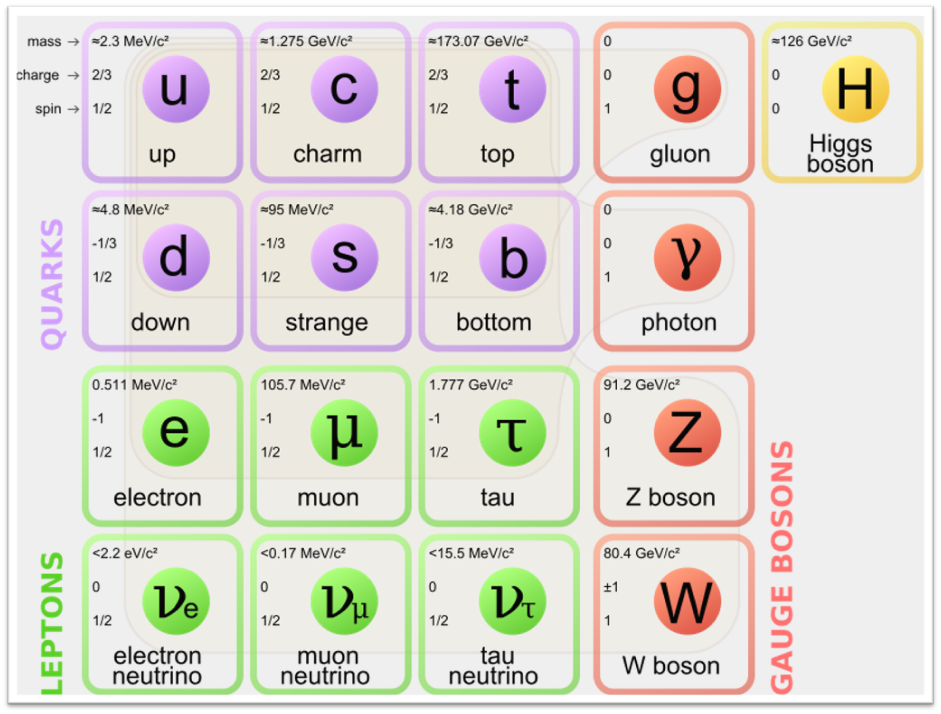 mass → ≈2.3 MeV/c² ≈1.275 GeV/c² ≈173.07 GeV/c² 0 ≈126 GeV/c²
charge → 2/3 2/3 2/3 0 0
spin → 1/2 1/2 1/2 1 0
u c t g H
up charm top gluon Higgs boson
QUARKS
≈4.8 MeV/c² ≈95 MeV/c² ≈4.18 GeV/c² 0
-1/3 -1/3 -1/3 0
1/2 1/2 1/2 1
d s b γ
down strange bottom photon
0.511 MeV/c² 105.7 MeV/c² 1.777 GeV/c² 91.2 GeV/c²
-1 -1 -1 0
1/2 1/2 1/2 1
e μ τ Z
electron muon tau Z boson
LEPTONS
<2.2 eV/c² <0.17 MeV/c² <15.5 MeV/c² 80.4 GeV/c²
0 0 0 ±1
1/2 1/2 1/2 1
νe νμ ντ W
electron neutrino muon neutrino tau neutrino W boson
GAUGE BOSONS